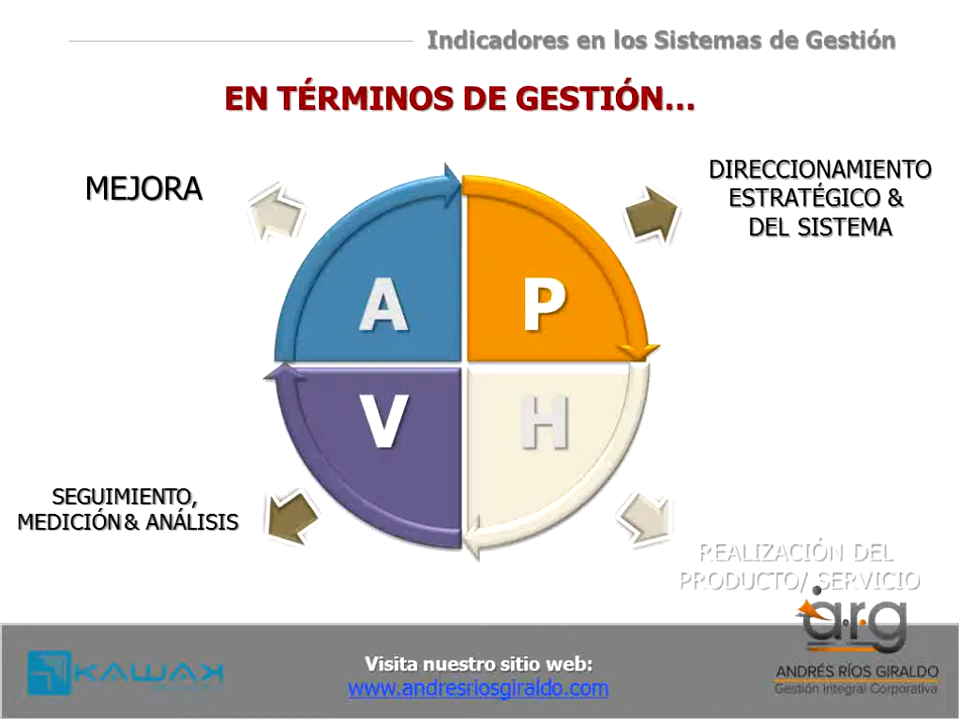 Indicadores en los Sistemas de Gestión
EN TÉRMINOS DE GESTIÓN...
MEJORA
DIRECCIONAMIENTO
ESTRATÉGICO &
DEL SISTEMA
A
P
V
H
SEGUIMIENTO,
MEDICIÓN & ANÁLISIS
REALIZACIÓN DEL
PRODUCTO/ SERVICIO
KAWAK
Visita nuestro sitio web:
www.andresriosgiraldo.com
a.r.g
ANDRÉS RÍOS GIRALDO
Gestión Integral Corporativa